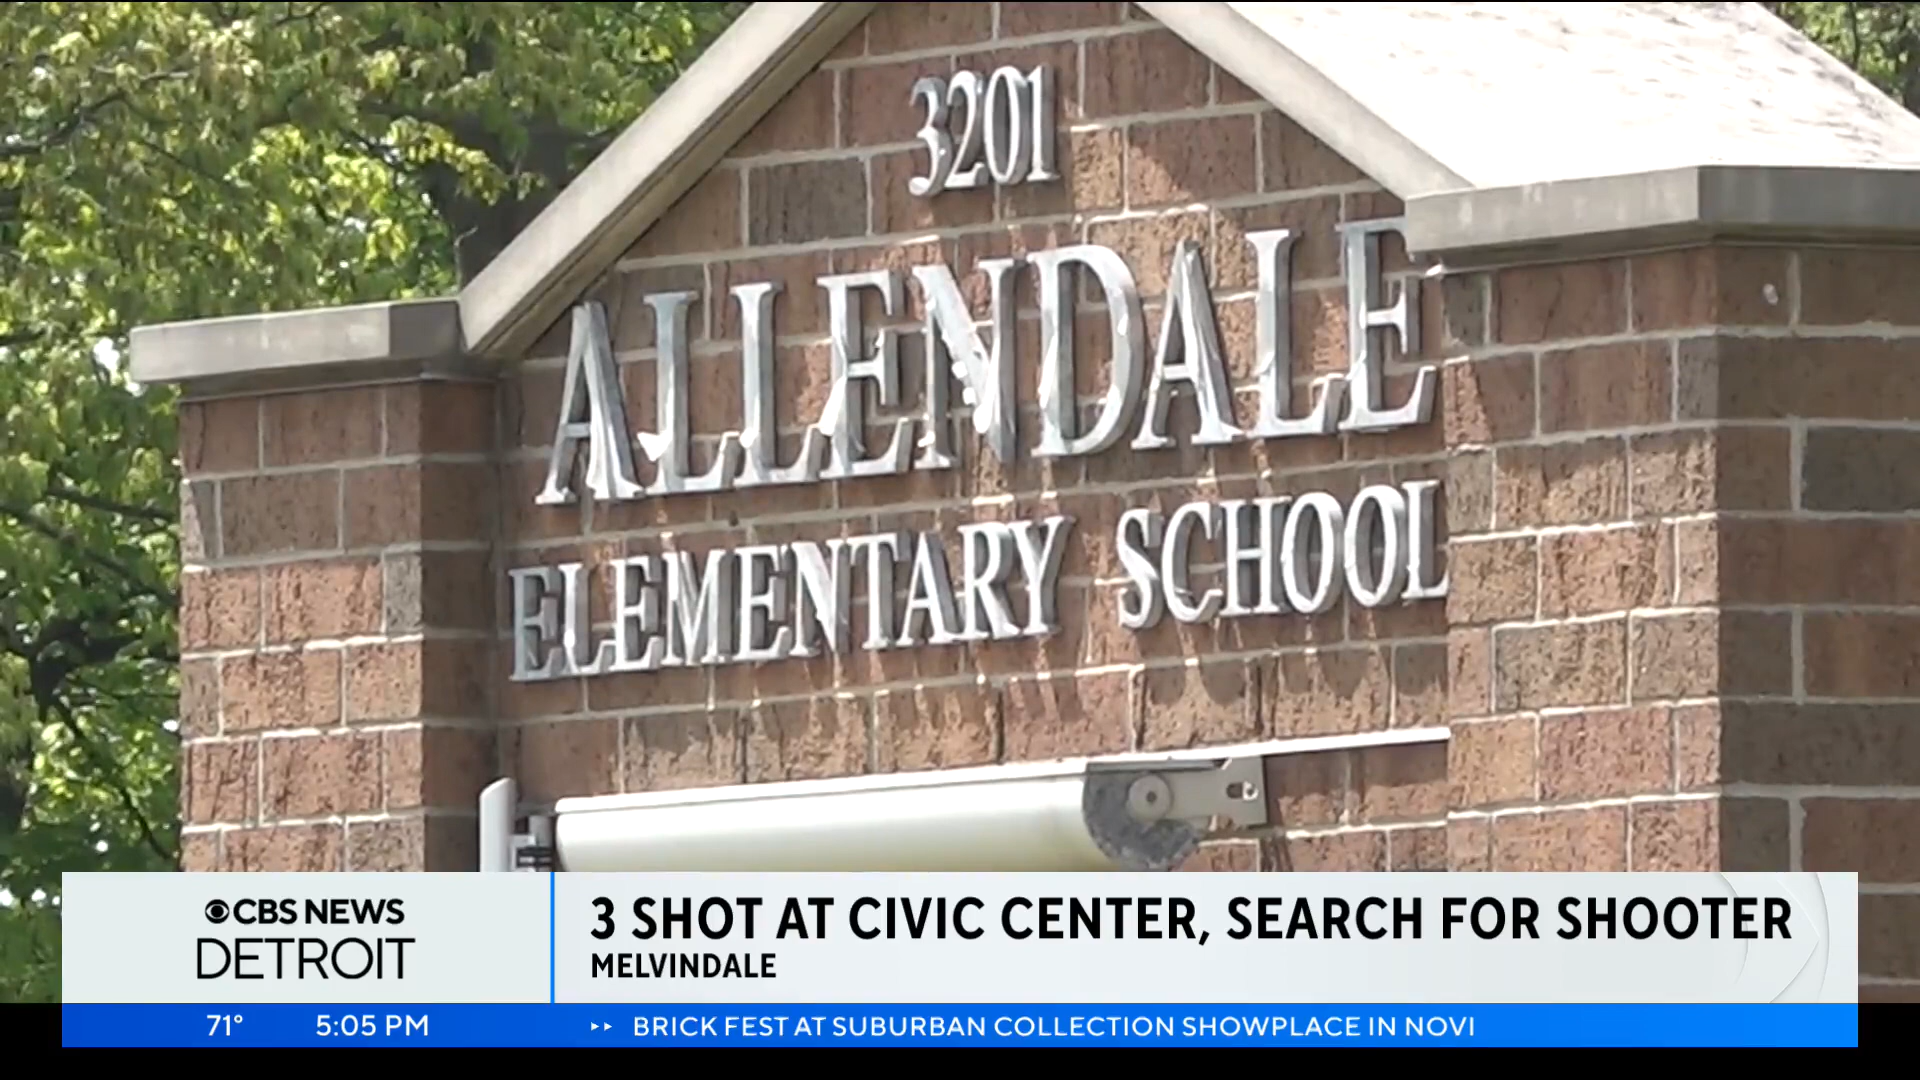 3201
ALLENDALE
ELEMENTARY SCHOOL
CBS NEWS
DETROIT
3 SHOT AT CIVIC CENTER, SEARCH FOR SHOOTER
MELVINDALE
71° 5:05 PM
BRICK FEST AT SUBURBAN COLLECTION SHOWPLACE IN NOVI